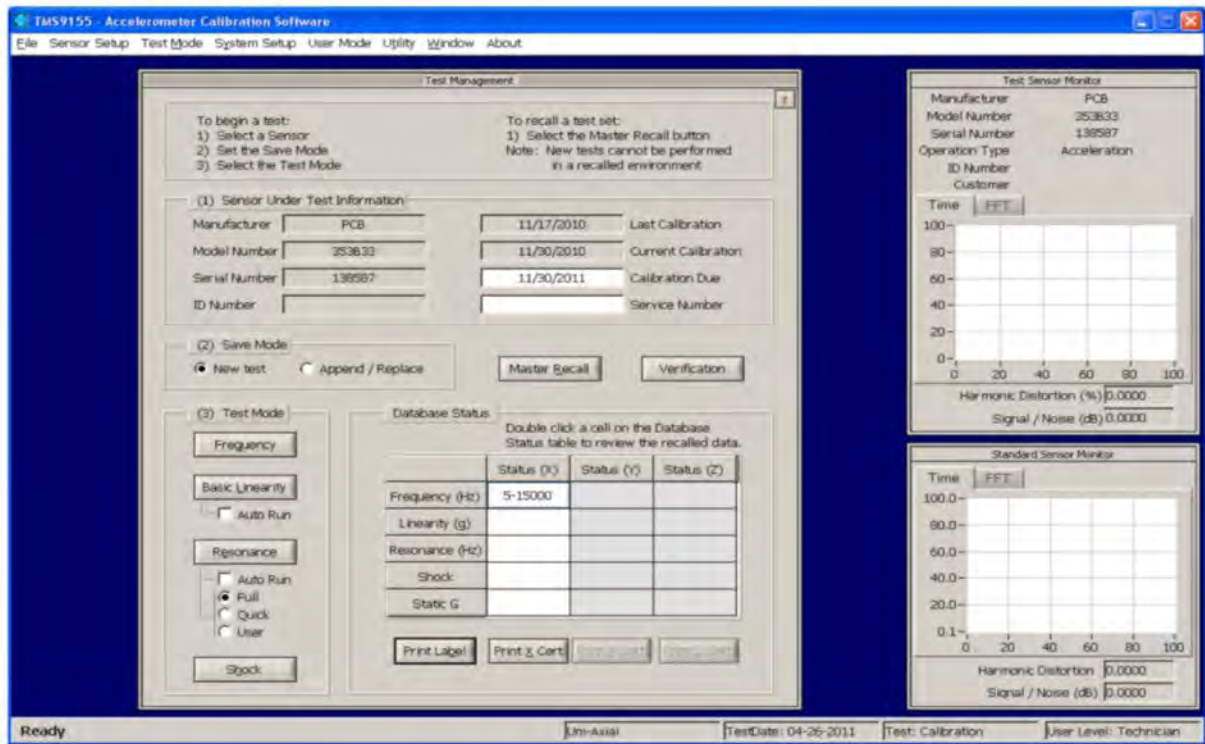 TMS9155 - Accelerometer Calibration Software
File Sensor Setup Test Mode System Setup User Mode Utility Window About
Test Management
?
To begin a test:
1) Select a Sensor
2) Set the Save Mode
3) Select the Test Mode
To recall a test set:
1) Select the Master Recall button
Note: New tests cannot be performed
in a recalled environment
(1) Sensor Under Test Information
Manufacturer PCB 11/17/2010 Last Calibration
Model Number 353B33 11/30/2010 Current Calibration
Serial Number 138587 11/30/2011 Calibration Due
ID Number Service Number
(2) Save Mode
New test Append / Replace
Master Recall Verification
(3) Test Mode
Frequency
Basic Linearity
Auto Run
Resonance
Auto Run
Full
Quick
User
Shock
Database Status
Double click a cell on the Database
Status table to review the recalled data.
Status (X) Status (Y) Status (Z)
Frequency (Hz) 5-15000
Linearity (g)
Resonance (Hz)
Shock
Static G
Print Label Print X Cert
Test Sensor Monitor
Manufacturer PCB
Model Number 353B33
Serial Number 138587
Operation Type Acceleration
ID Number
Customer
Time FFT
100
80
60
40
20
0
0 20 40 60 80 100
Harmonic Distortion (%) 0.0000
Signal / Noise (dB) 0.0000
Standard Sensor Monitor
Time FFT
100.0
80.0
60.0
40.0
20.0
0.1
0 20 40 60 80 100
Harmonic Distortion 0.0000
Signal / Noise (dB) 0.0000
Ready Uni-Axial TestDate: 04-26-2011 Test: Calibration User Level: Technician